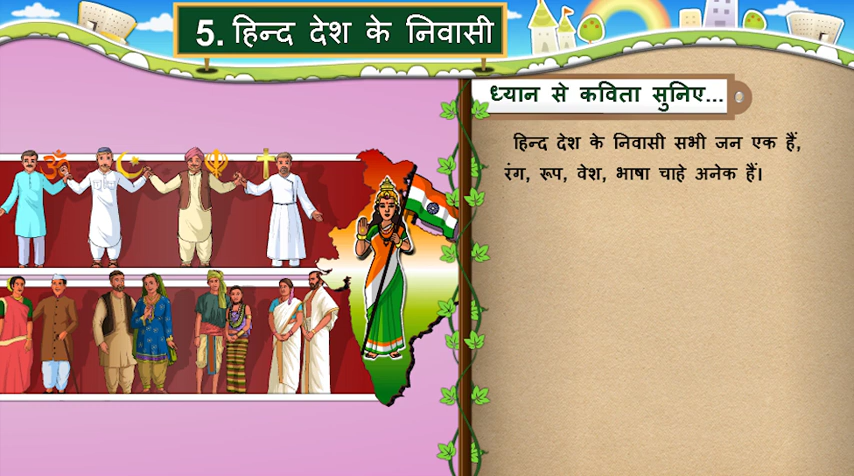 5. हिन्द देश के निवासी
ध्यान से कविता सुनिए...
हिन्द देश के निवासी सभी जन एक हैं,
रंग, रूप, वेश, भाषा चाहे अनेक हैं।